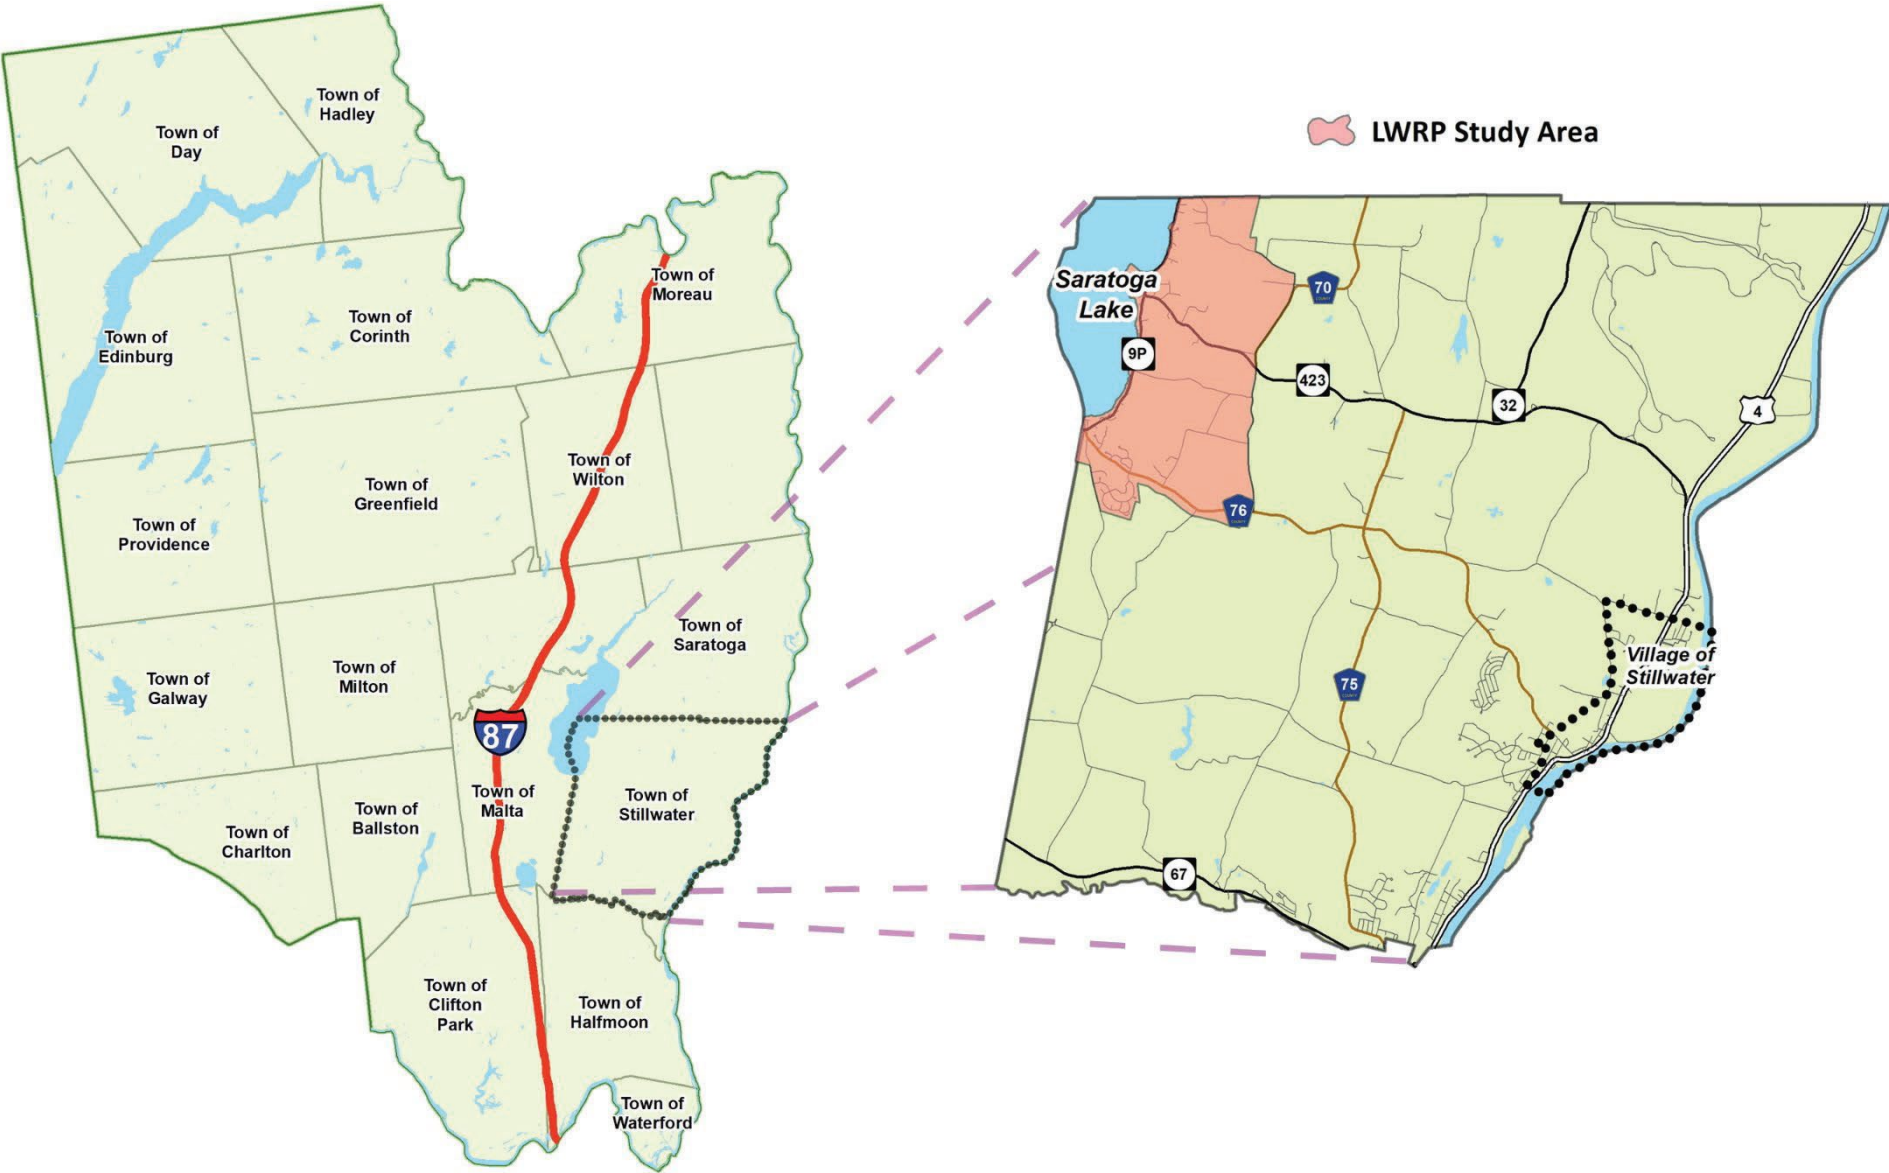 Town of
Hadley
Town of
Day
Town of
Moreau
Town of
Corinth
Town of
Edinburg
Town of
Wilton
Town of
Greenfield
Town of
Providence
Town of
Saratoga
Town of
Milton
Town of
Galway
87
Town of
Malta
Town of
Stillwater
Town of
Ballston
Town of
Charlton
Town of
Clifton
Park
Town of
Halfmoon
Town of
Waterford
LWRP Study Area
Saratoga
Lake
70
9P
423
32
4
76
Village of
Stillwater
75
67